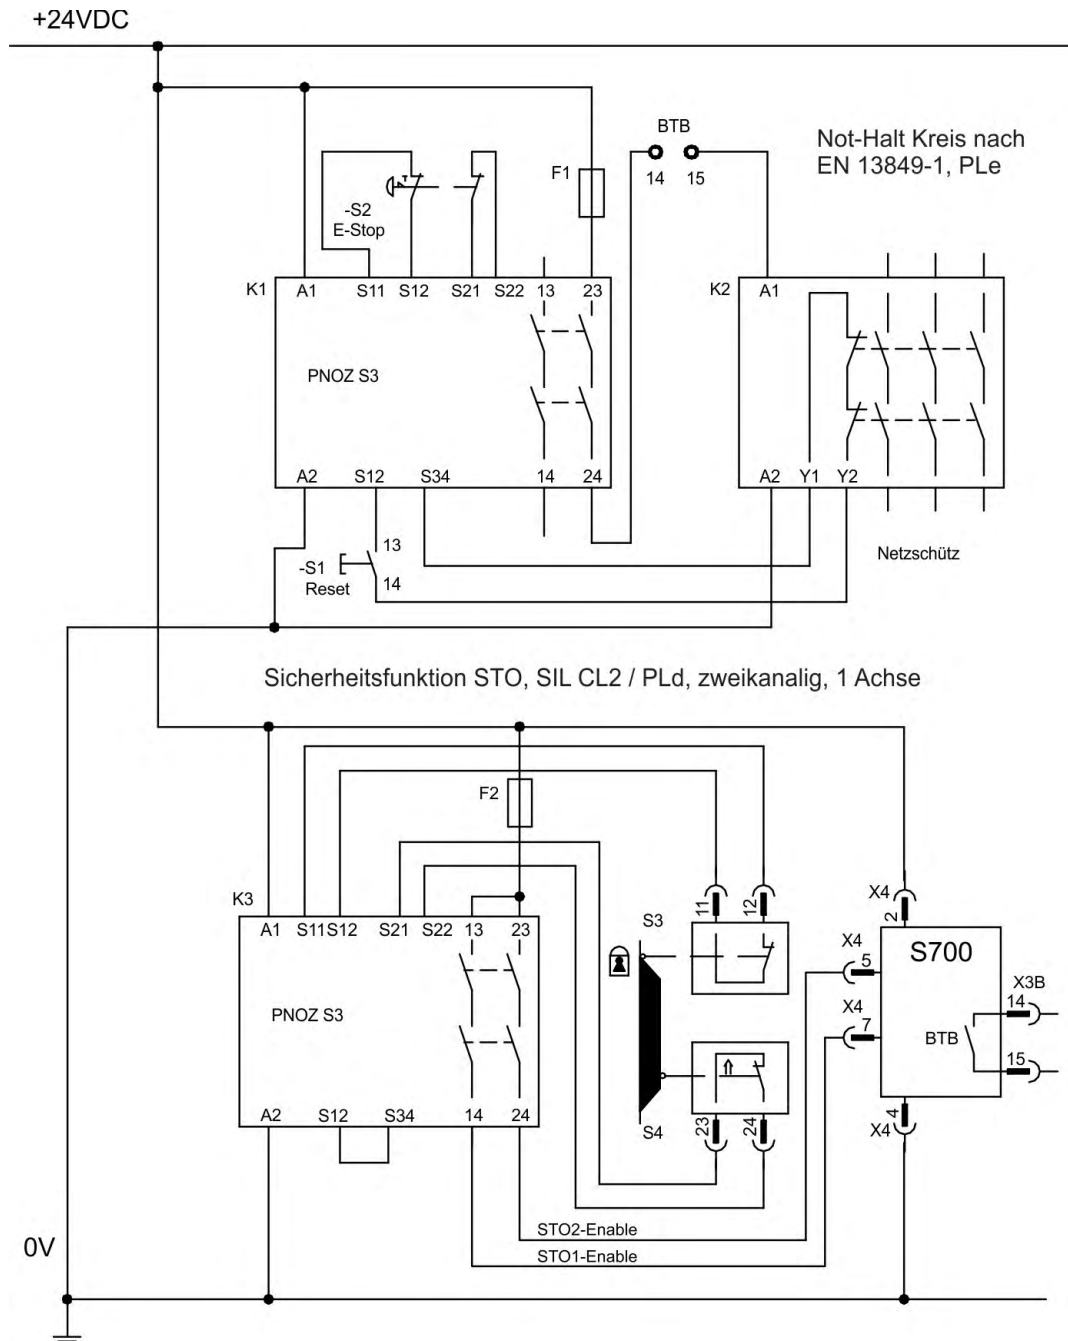 +24VDC
BTB
14 15
Not-Halt Kreis nach
EN 13849-1, PLe
F1
-S2
E-Stop
K1
A1 S11 S12 S21 S22 13 23
K2
A1
PNOZ S3
A2 S12 S34 14 24
A2 Y1 Y2
13
-S1
Reset
14
Netzschütz
Sicherheitsfunktion STO, SIL CL2 / PLd, zweikanalig, 1 Achse
F2
K3
A1 S11 S12 S21 S22 13 23
S3
11 12
X4
2
X4
5
S700
X4
7
X3B
14
BTB
15
PNOZ S3
A2 S12 S34 14 24
S4
23 24
X4
4
STO2-Enable
STO1-Enable
0V